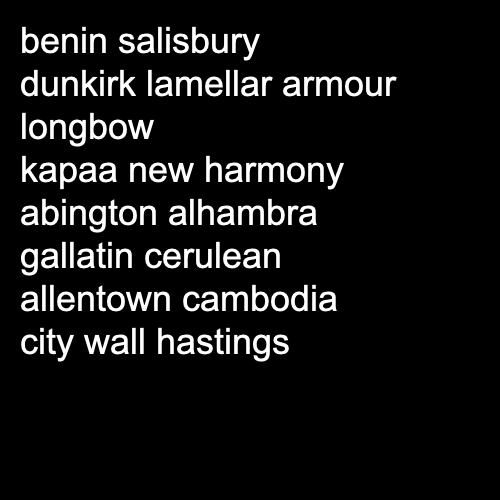 benin salisbury
dunkirk lamellar armour
longbow
kapaa new harmony
abington alhambra
gallatin cerulean
allentown cambodia
city wall hastings